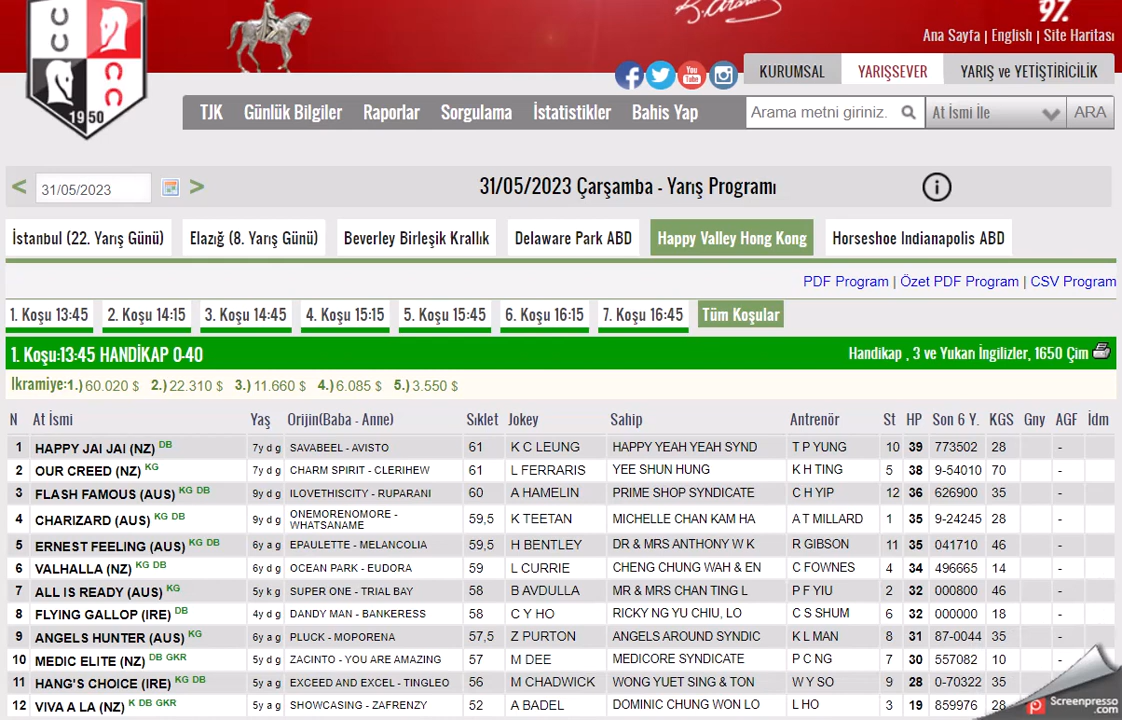 97.
Ana Sayfa | English | Site Haritası
1950
KURUMSAL YARIŞSEVER YARIŞ ve YETİŞTİRİCİLİK
TJK Günlük Bilgiler Raporlar Sorgulama İstatistikler Bahis Yap Arama metni giriniz. At İsmi İle ARA
< 31/05/2023 > 31/05/2023 Çarşamba - Yarış Programı
İstanbul (22. Yarış Günü) Elazığ (8. Yarış Günü) Beverley Birleşik Krallık Delaware Park ABD Happy Valley Hong Kong Horseshoe Indianapolis ABD
PDF Program | Özet PDF Program | CSV Program
1. Koşu 13:45 2. Koşu 14:15 3. Koşu 14:45 4. Koşu 15:15 5. Koşu 15:45 6. Koşu 16:15 7. Koşu 16:45 Tüm Koşular
1. Koşu:13:45 HANDİKAP 0-40 Handikap , 3 ve Yukarı İngilizler, 1650 Çim
Ikramiye:1.) 60.020 $ 2.) 22.310 $ 3.) 11.660 $ 4.) 6.085 $ 5.) 3.550 $
N At İsmi Yaş Orijin(Baba - Anne) Sıklet Jokey Sahip Antrenör St HP Son 6 Y. KGS Gny AGF İdm
1 HAPPY JAI JAI (NZ) DB 7y d g SAVABEEL - AVISTO 61 K C LEUNG HAPPY YEAH YEAH SYND T P YUNG 10 39 773502 28 -
2 OUR CREED (NZ) KG 7y d g CHARM SPIRIT - CLERIHEW 61 L FERRARIS YEE SHUN HUNG K H TING 5 38 9-54010 70 -
3 FLASH FAMOUS (AUS) KG DB 9y d g ILOVETHISCITY - RUPARANI 60 A HAMELIN PRIME SHOP SYNDICATE C H YIP 12 36 626900 35 -
4 CHARIZARD (AUS) KG DB 9y d g ONEMORENOMORE - WHATSANAME 59,5 K TEETAN MICHELLE CHAN KAM HA A T MILLARD 1 35 9-24245 28 -
5 ERNEST FEELING (AUS) KG DB 6y a g EPAULETTE - MELANCOLIA 59,5 H BENTLEY DR & MRS ANTHONY W K R GIBSON 11 35 041710 46 -
6 VALHALLA (NZ) KG DB 6y d g OCEAN PARK - EUDORA 59 L CURRIE CHENG CHUNG WAH & EN C FOWNES 4 34 496665 14 -
7 ALL IS READY (AUS) KG 5y k g SUPER ONE - TRIAL BAY 58 B AVDULLA MR & MRS CHAN TING L P F YIU 2 32 000800 46 -
8 FLYING GALLOP (IRE) DB 4y d g DANDY MAN - BANKERESS 58 C Y HO RICKY NG YU CHIU, LO C S SHUM 6 32 000000 18 -
9 ANGELS HUNTER (AUS) KG 6y a g PLUCK - MOPORENA 57,5 Z PURTON ANGELS AROUND SYNDIC K L MAN 8 31 87-0044 35 -
10 MEDIC ELITE (NZ) DB GKR 5y d g ZACINTO - YOU ARE AMAZING 57 M DEE MEDICORE SYNDICATE P C NG 7 30 557082 10 -
11 HANG'S CHOICE (IRE) KG DB 5y a g EXCEED AND EXCEL - TINGLEO 56 M CHADWICK WONG YUET SING & TON W Y SO 9 28 0-70322 35
12 VIVA A LA (NZ) K DB GKR 5y a g SHOWCASING - ZAFRENZY 52 A BADEL DOMINIC CHUNG WON LO L HO 3 19 859976 28
Screenpresso
.com